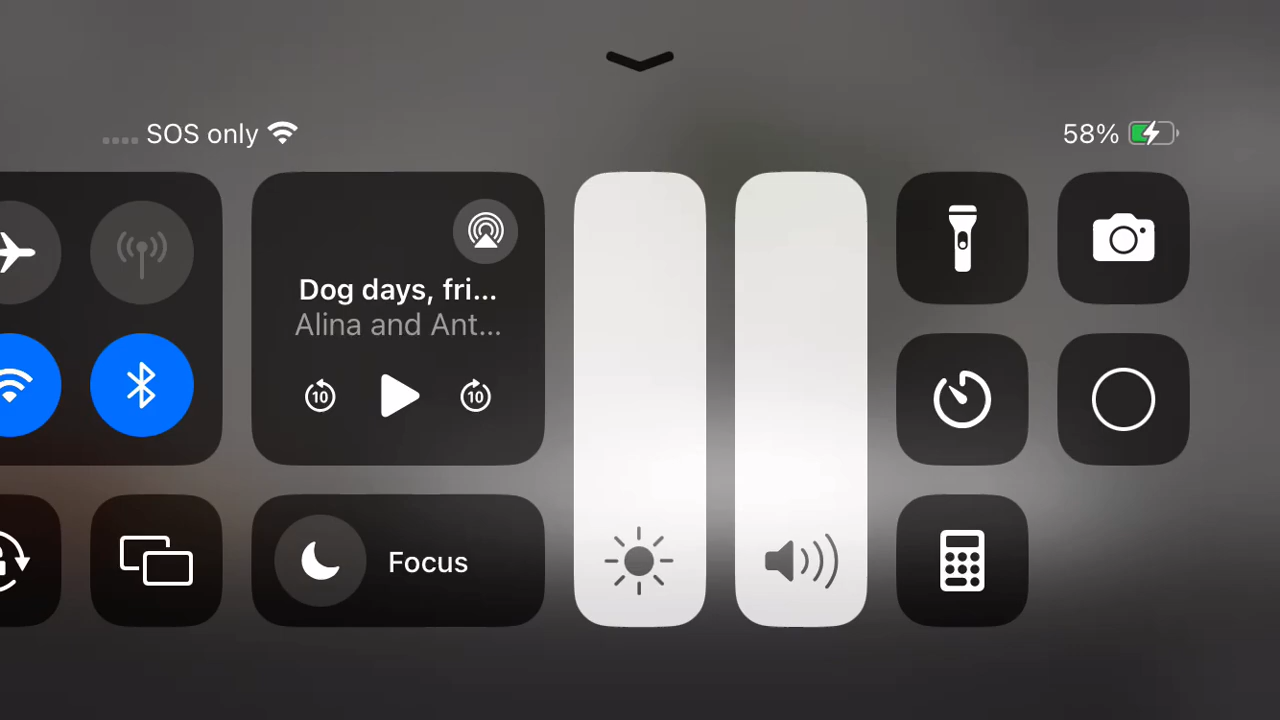 SOS only
58%
Dog days, fri...
Alina and Ant...
10
10
Focus